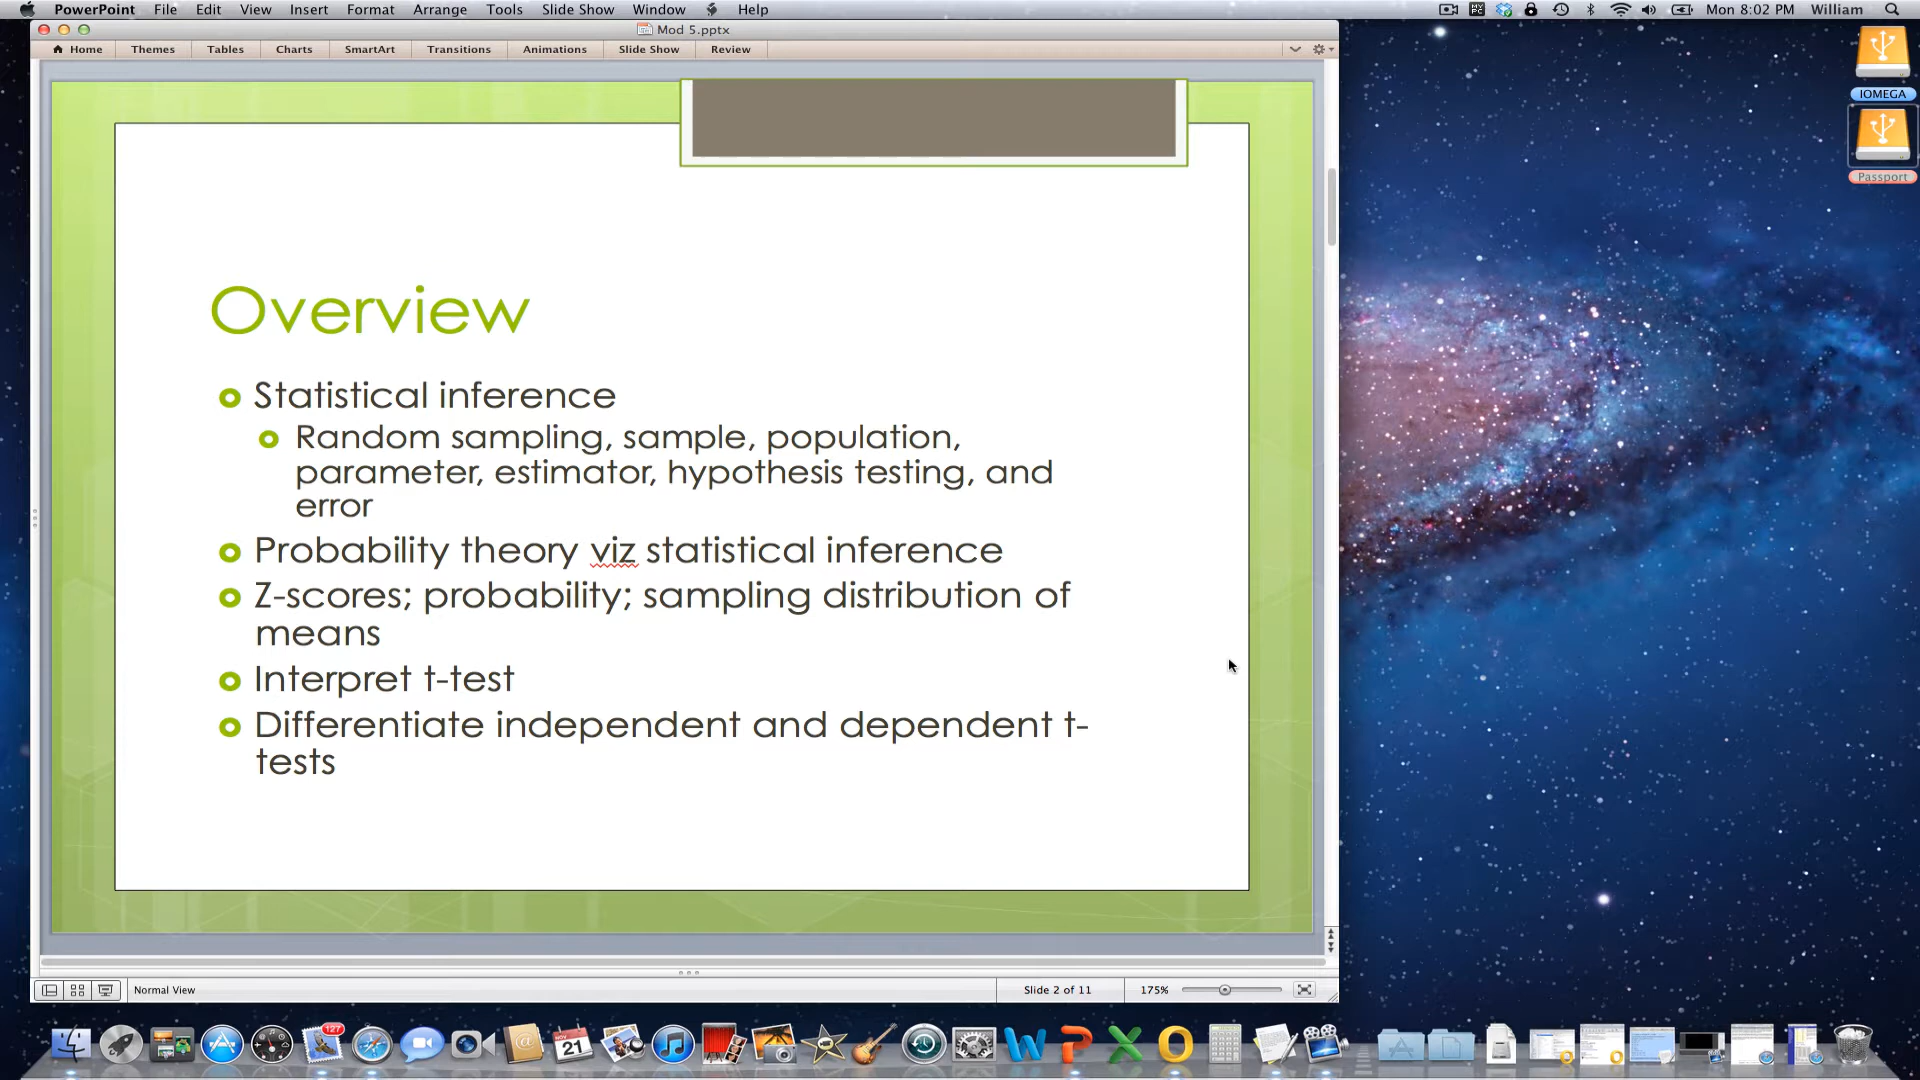 PowerPoint File Edit View Insert Format Arrange Tools Slide Show Window Help Mon 8:02 PM William
Mod 5.pptx
Home Themes Tables Charts SmartArt Transitions Animations Slide Show Review
IOMEGA
Passport
Overview
Statistical inference
Random sampling, sample, population,
parameter, estimator, hypothesis testing, and
error
Probability theory viz statistical inference
Z-scores; probability; sampling distribution of
means
Interpret t-test
Differentiate independent and dependent t-
tests
Normal View Slide 2 of 11 175%
127
NOV
21